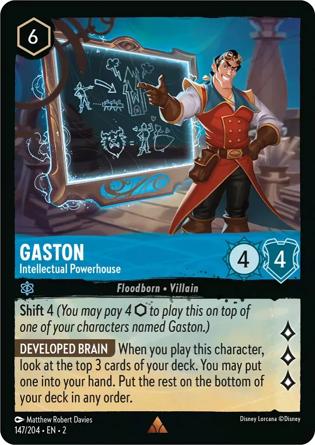 6
GASTON
Intellectual Powerhouse
4 4
Floodborn • Villain
Shift 4 (You may pay 4 to play this on top
of one of your characters named Gaston.)
DEVELOPED BRAIN When you play this character,
look at the top 3 cards of your deck. You may put
one into your hand. Put the rest on the bottom of
your deck in any order.
Matthew Robert Davies
Disney Lorcana ©Disney
147/204 • EN • 2